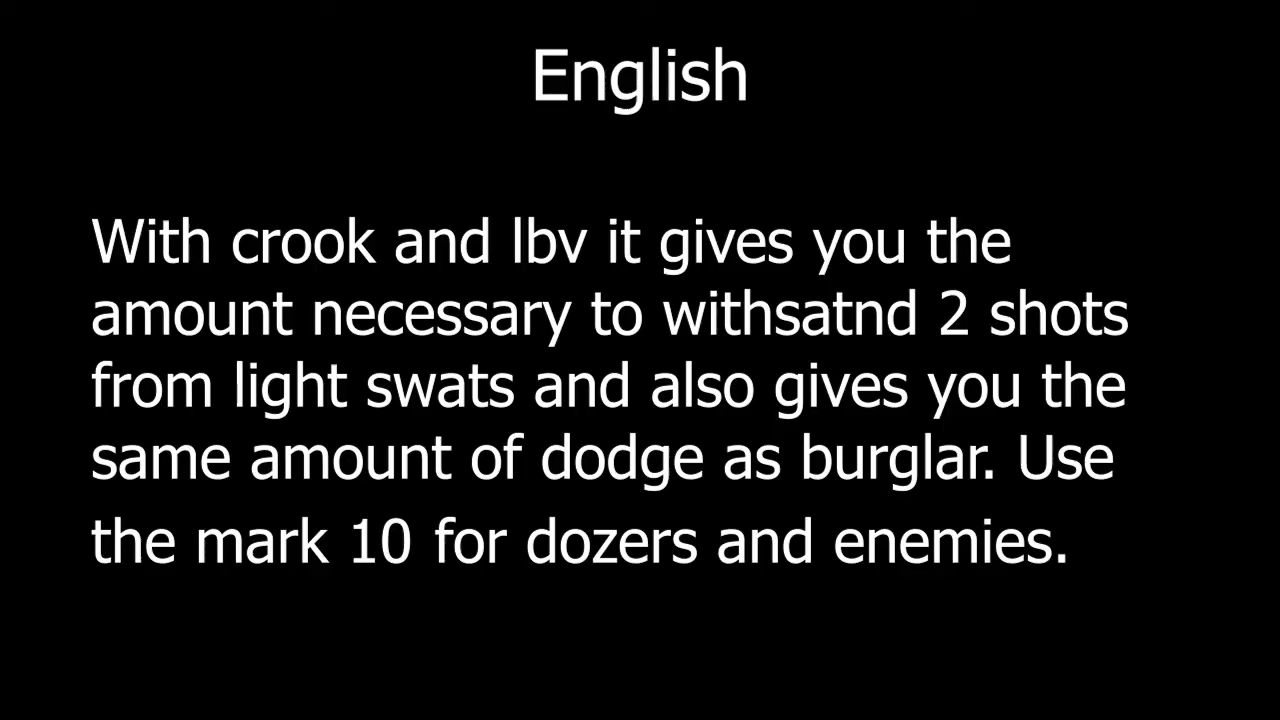 English
With crook and lbv it gives you the
amount necessary to withsatnd 2 shots
from light swats and also gives you the
same amount of dodge as burglar. Use
the mark 10 for dozers and enemies.